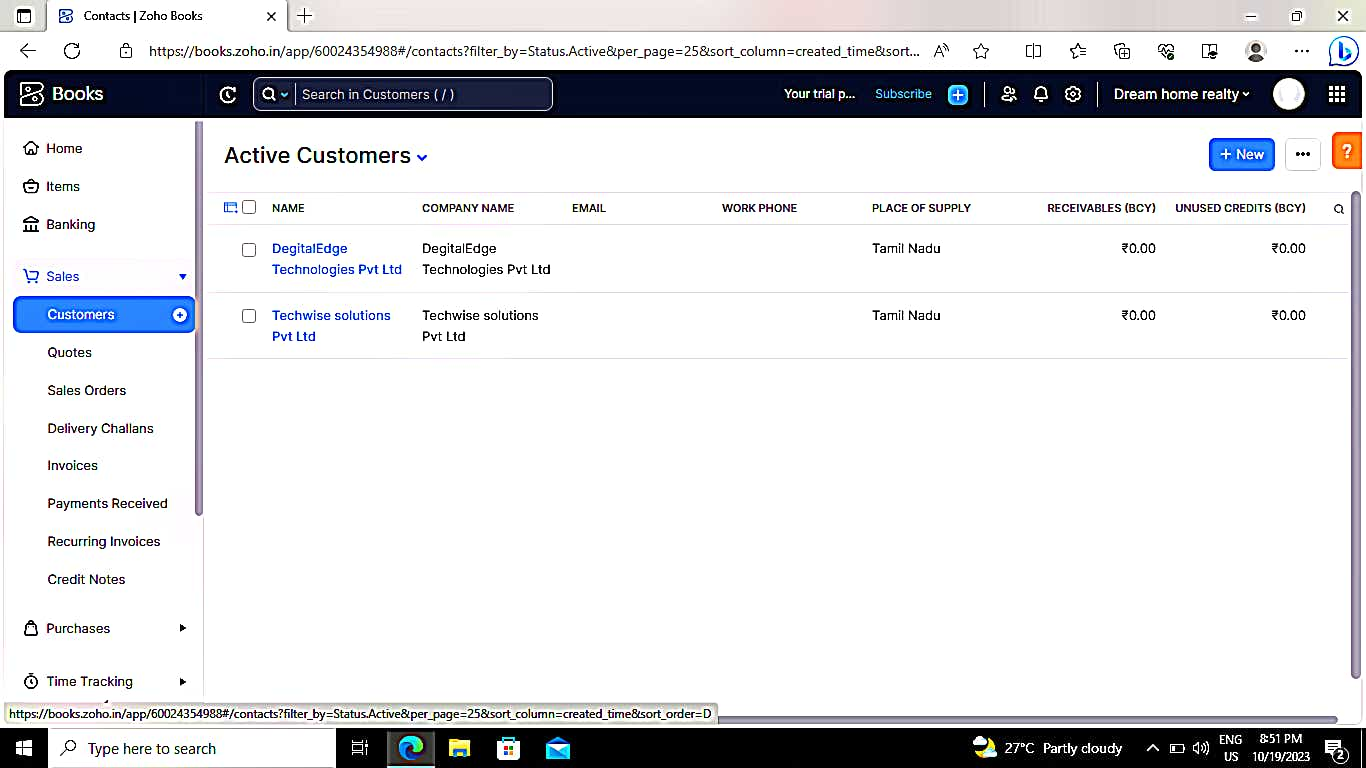 Contacts | Zoho Books
https://books.zoho.in/app/60024354988#/contacts?filter_by=Status.Active&per_page=25&sort_column=created_time&sort...
Books
Search in Customers ( / )
Your trial p...
Subscribe
Dream home realty
Home
Items
Banking
Sales
Customers
Quotes
Sales Orders
Delivery Challans
Invoices
Payments Received
Recurring Invoices
Credit Notes
Purchases
Time Tracking
Active Customers
+ New
?
NAME COMPANY NAME EMAIL WORK PHONE PLACE OF SUPPLY RECEIVABLES (BCY) UNUSED CREDITS (BCY)
DegitalEdge Technologies Pvt Ltd DegitalEdge Technologies Pvt Ltd Tamil Nadu ₹0.00 ₹0.00
Techwise solutions Pvt Ltd Techwise solutions Pvt Ltd Tamil Nadu ₹0.00 ₹0.00
https://books.zoho.in/app/60024354988#/contacts?filter_by=Status.Active&per_page=25&sort_column=created_time&sort_order=D
Type here to search
27°C Partly cloudy
ENG
US
8:51 PM
10/19/2023
2